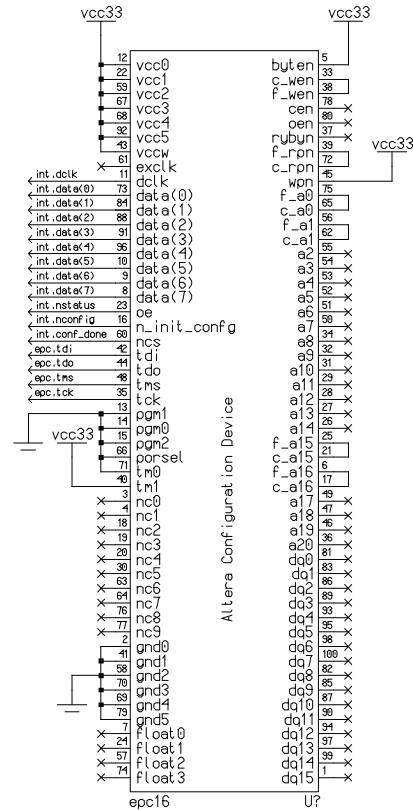 vcc33 vcc33
12 vcc0 byten 5
22 vcc1 c_wen 33
59 vcc2 f_wen 38
67 vcc3 cen 78
68 vcc4 oen 80
92 vcc5 rybyn 37
43 vccw f_rpn 39
61 exclk c_rpn 72
vcc33
int.dclk 11 dclk wpn 45
int.data(0) 73 data(0) f_a0 75
int.data(1) 84 data(1) c_a0 65
int.data(2) 88 data(2) f_a1 56
int.data(3) 91 data(3) c_a1 62
int.data(4) 96 data(4) a2 55
int.data(5) 10 data(5) a3 54
int.data(6) 9 data(6) a4 53
int.data(7) 8 data(7) a5 52
int.nstatus 23 oe a6 51
int.nconfig 16 n_init_confg a7 50
int.conf_done 60 ncs a8 34
epc.tdi 42 tdi a9 32
epc.tdo 44 tdo a10 31
epc.tms 48 tms a11 29
epc.tck 35 tck a12 28
13 pgm1 a13 27
14 pgm0 a14 26
vcc33
15 pgm2 f_a15 25
66 porsel c_a15 21
71 tm0 f_a16 6
40 tm1 c_a16 17
3 nc0 a17 49
4 nc1 a18 47
18 nc2 a19 46
19 nc3 a20 36
20 nc4 dq0 81
30 nc5 dq1 83
63 nc6 dq2 86
64 nc7 dq3 89
76 nc8 dq4 93
77 nc9 dq5 95
2 gnd0 dq6 98
41 gnd1 dq7 100
58 gnd2 dq8 82
70 gnd3 dq9 85
69 gnd4 dq10 87
79 gnd5 dq11 90
7 float0 dq12 94
24 float1 dq13 97
57 float2 dq14 99
74 float3 dq15 1
Altera Configuration Device
epc16 U?